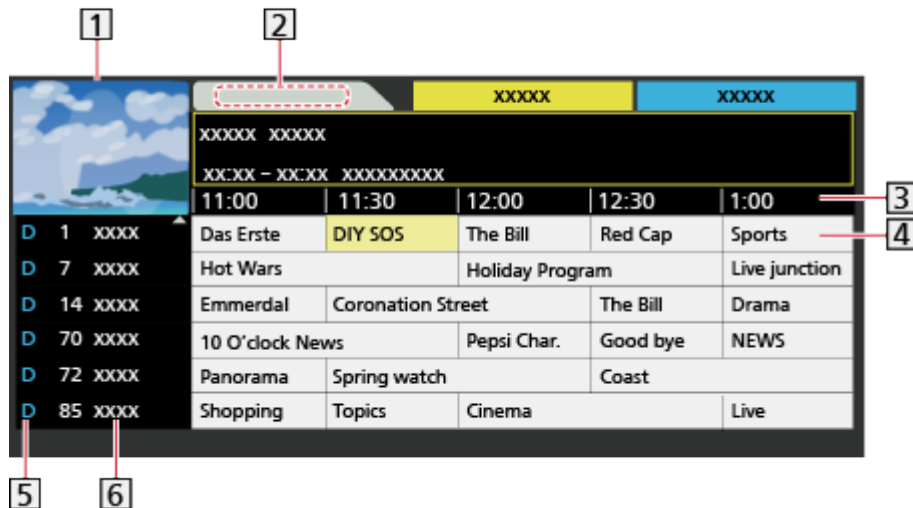 1 2
XXXXX XXXXX
XXXXX XXXXX
XX:XX – XX:XX XXXXXXXXX
11:00 11:30 12:00 12:30 1:00 3
D 1 XXXX Das Erste DIY SOS The Bill Red Cap Sports 4
D 7 XXXX Hot Wars Holiday Program Live junction
D 14 XXXX Emmerdal Coronation Street The Bill Drama
D 70 XXXX 10 O'clock News Pepsi Char. Good bye NEWS
D 72 XXXX Panorama Spring watch Coast
D 85 XXXX Shopping Topics Cinema Live
5 6